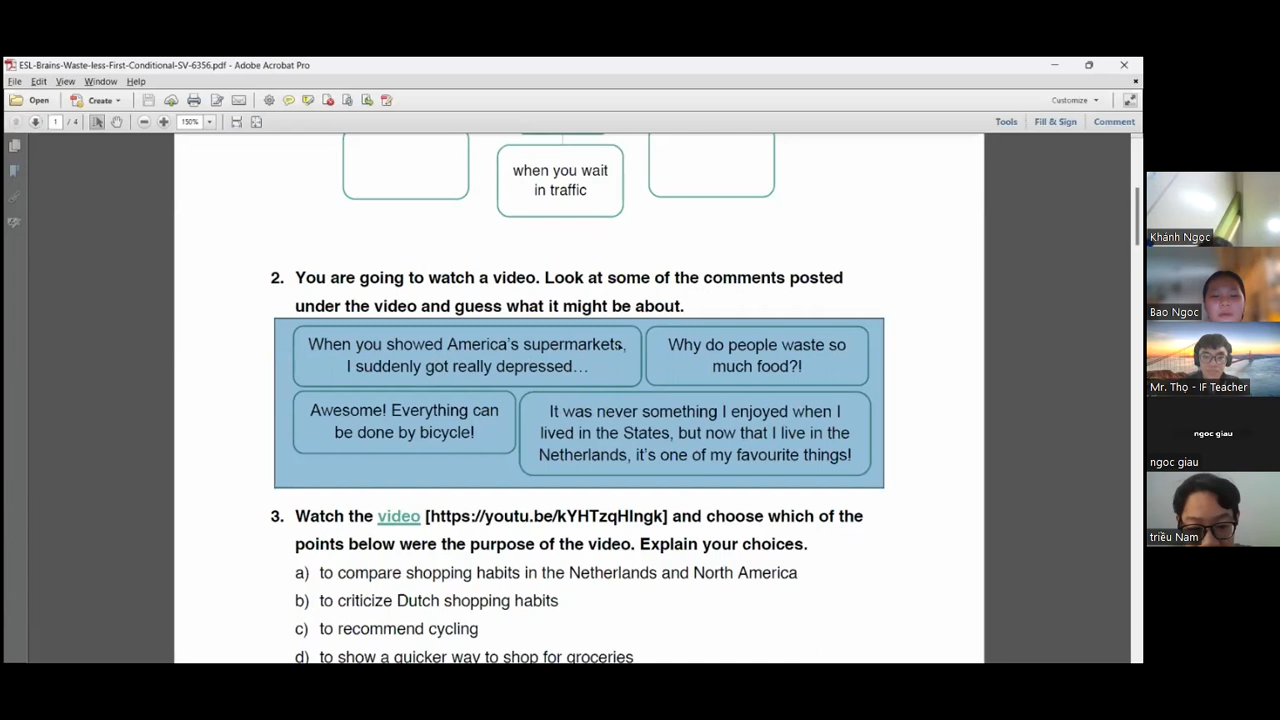 ESL-Brains-Waste-less-First-Conditional-SV-6356.pdf - Adobe Acrobat Pro
File Edit View Window Help
Open Create Customize
1 / 4 150% Tools Fill & Sign Comment
when you wait
in traffic
2. You are going to watch a video. Look at some of the comments posted
under the video and guess what it might be about.
When you showed America's supermarkets,
I suddenly got really depressed…
Why do people waste so
much food?!
Awesome! Everything can
be done by bicycle!
It was never something I enjoyed when I
lived in the States, but now that I live in the
Netherlands, it's one of my favourite things!
3. Watch the video [https://youtu.be/kYHTzqHIngk] and choose which of the
points below were the purpose of the video. Explain your choices.
a) to compare shopping habits in the Netherlands and North America
b) to criticize Dutch shopping habits
c) to recommend cycling
d) to show a quicker way to shop for groceries
Khánh Ngọc
Bao Ngoc
Mr. Thọ - IF Teacher
ngoc giau
ngoc giau
triều Nam